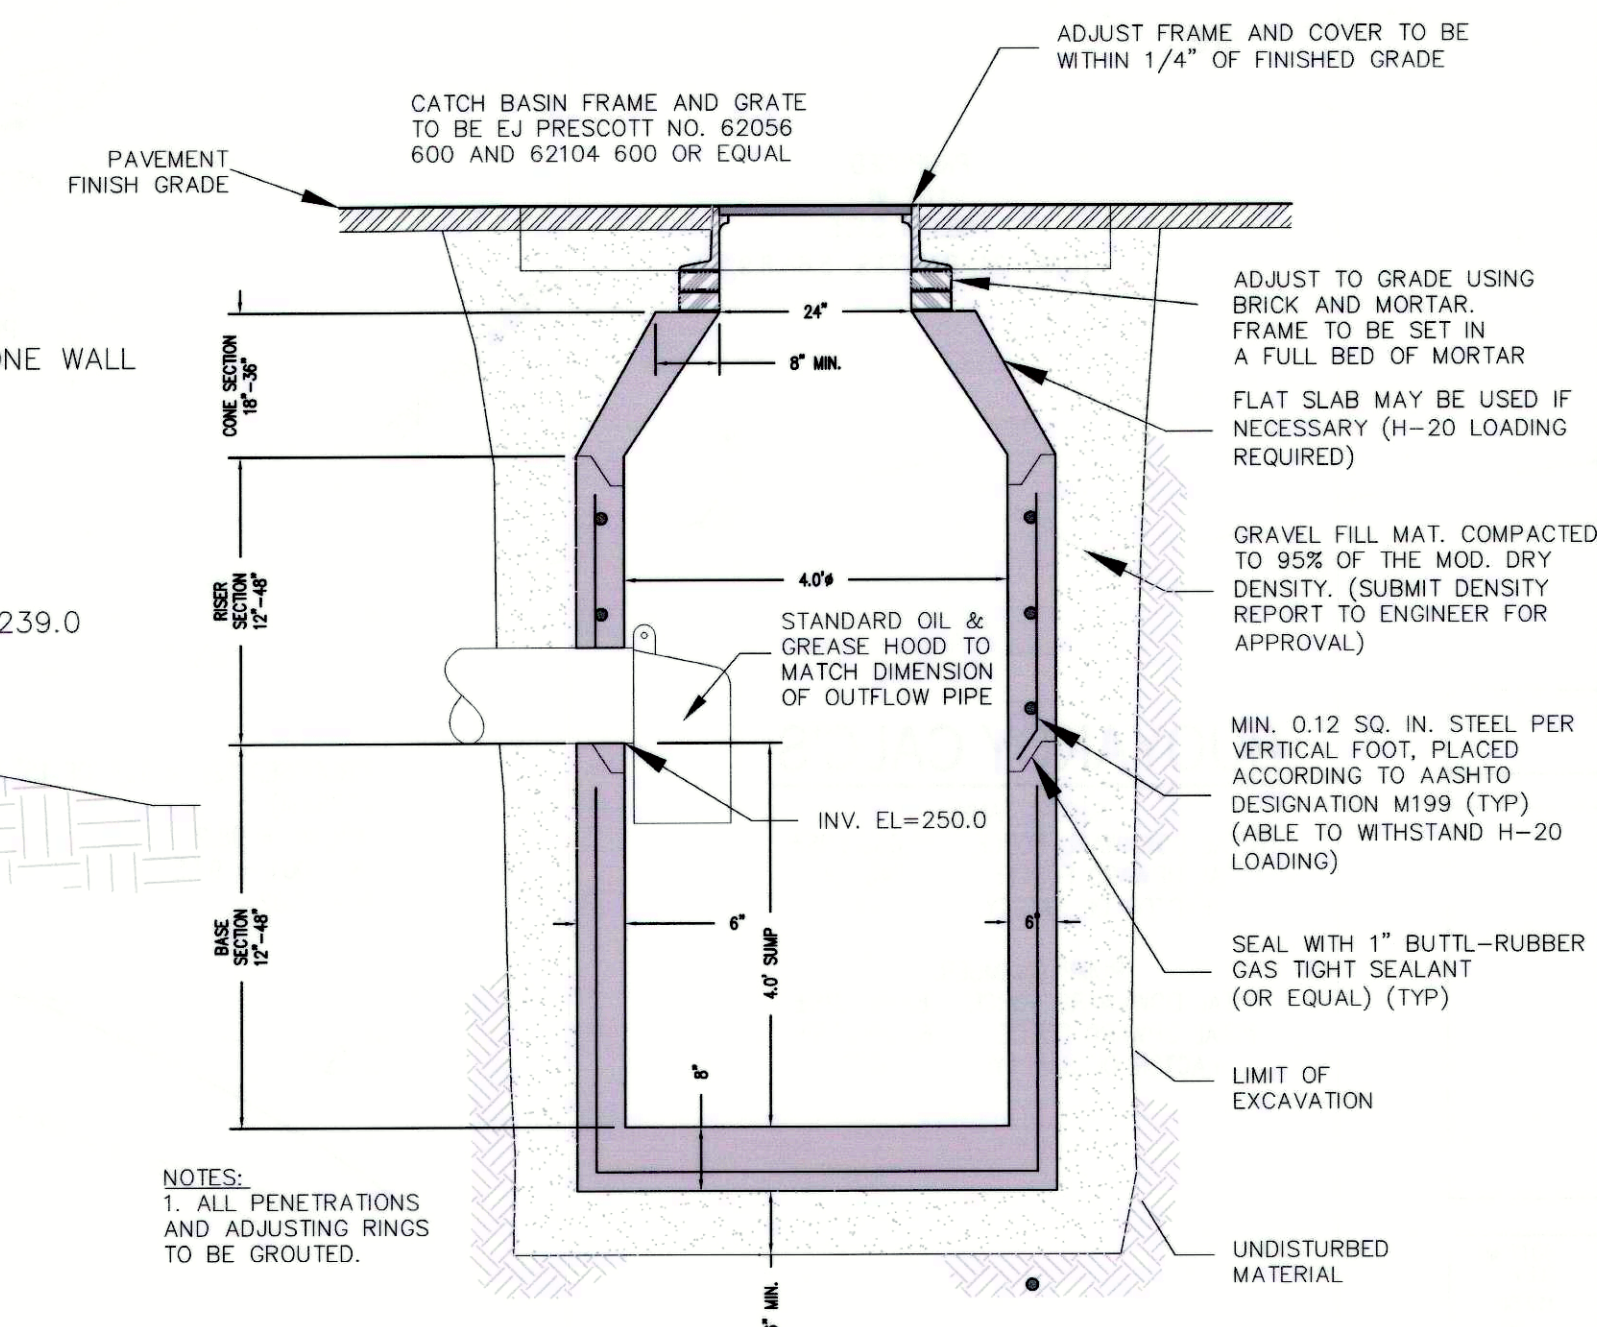 ADJUST FRAME AND COVER TO BE
WITHIN 1/4" OF FINISHED GRADE
CATCH BASIN FRAME AND GRATE
TO BE EJ PRESCOTT NO. 62056
600 AND 62104 600 OR EQUAL
PAVEMENT
FINISH GRADE
ADJUST TO GRADE USING
BRICK AND MORTAR.
FRAME TO BE SET IN
A FULL BED OF MORTAR
24"
8" MIN.
WALL
CONE SECTION
18"-36"
FLAT SLAB MAY BE USED IF
NECESSARY (H-20 LOADING
REQUIRED)
GRAVEL FILL MAT. COMPACTED
TO 95% OF THE MOD. DRY
DENSITY. (SUBMIT DENSITY
REPORT TO ENGINEER FOR
APPROVAL)
4.0'ø
RISER
SECTION
12"-48"
239.0
STANDARD OIL &
GREASE HOOD TO
MATCH DIMENSION
OF OUTFLOW PIPE
MIN. 0.12 SQ. IN. STEEL PER
VERTICAL FOOT, PLACED
ACCORDING TO AASHTO
DESIGNATION M199 (TYP)
(ABLE TO WITHSTAND H-20
LOADING)
INV. EL=250.0
BASE
SECTION
12"-48"
6"
4.0' SUMP
6"
SEAL WITH 1" BUTTL-RUBBER
GAS TIGHT SEALANT
(OR EQUAL) (TYP)
8"
LIMIT OF
EXCAVATION
NOTES:
1. ALL PENETRATIONS
AND ADJUSTING RINGS
TO BE GROUTED.
UNDISTURBED
MATERIAL
MIN.